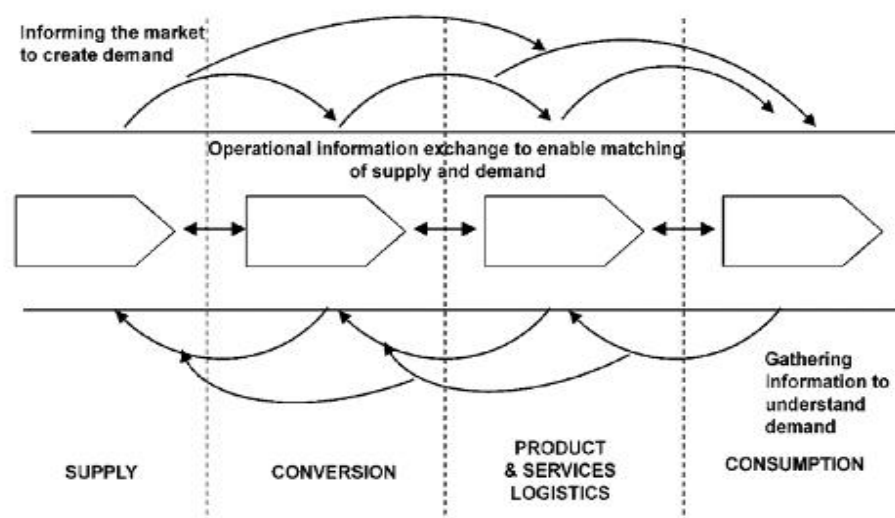 Informing the market
to create demand
Operational information exchange to enable matching
of supply and demand
Gathering
Information to
understand
demand
SUPPLY
CONVERSION
PRODUCT
& SERVICES
LOGISTICS
CONSUMPTION